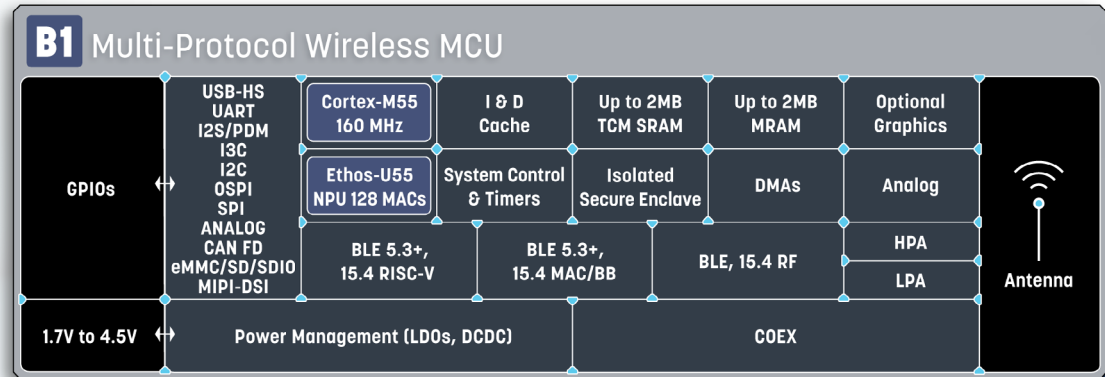 B1 Multi-Protocol Wireless MCU
GPIOs
USB-HS
UART
I2S/PDM
I3C
I2C
OSPI
SPI
ANALOG
CAN FD
eMMC/SD/SDIO
MIPI-DSI
Cortex-M55
160 MHz
I & D
Cache
Up to 2MB
TCM SRAM
Up to 2MB
MRAM
Optional
Graphics
Ethos-U55
NPU 128 MACs
System Control
& Timers
Isolated
Secure Enclave
DMAs
Analog
BLE 5.3+,
15.4 RISC-V
BLE 5.3+,
15.4 MAC/BB
BLE, 15.4 RF
HPA
LPA
Antenna
1.7V to 4.5V
Power Management (LDOs, DCDC)
COEX